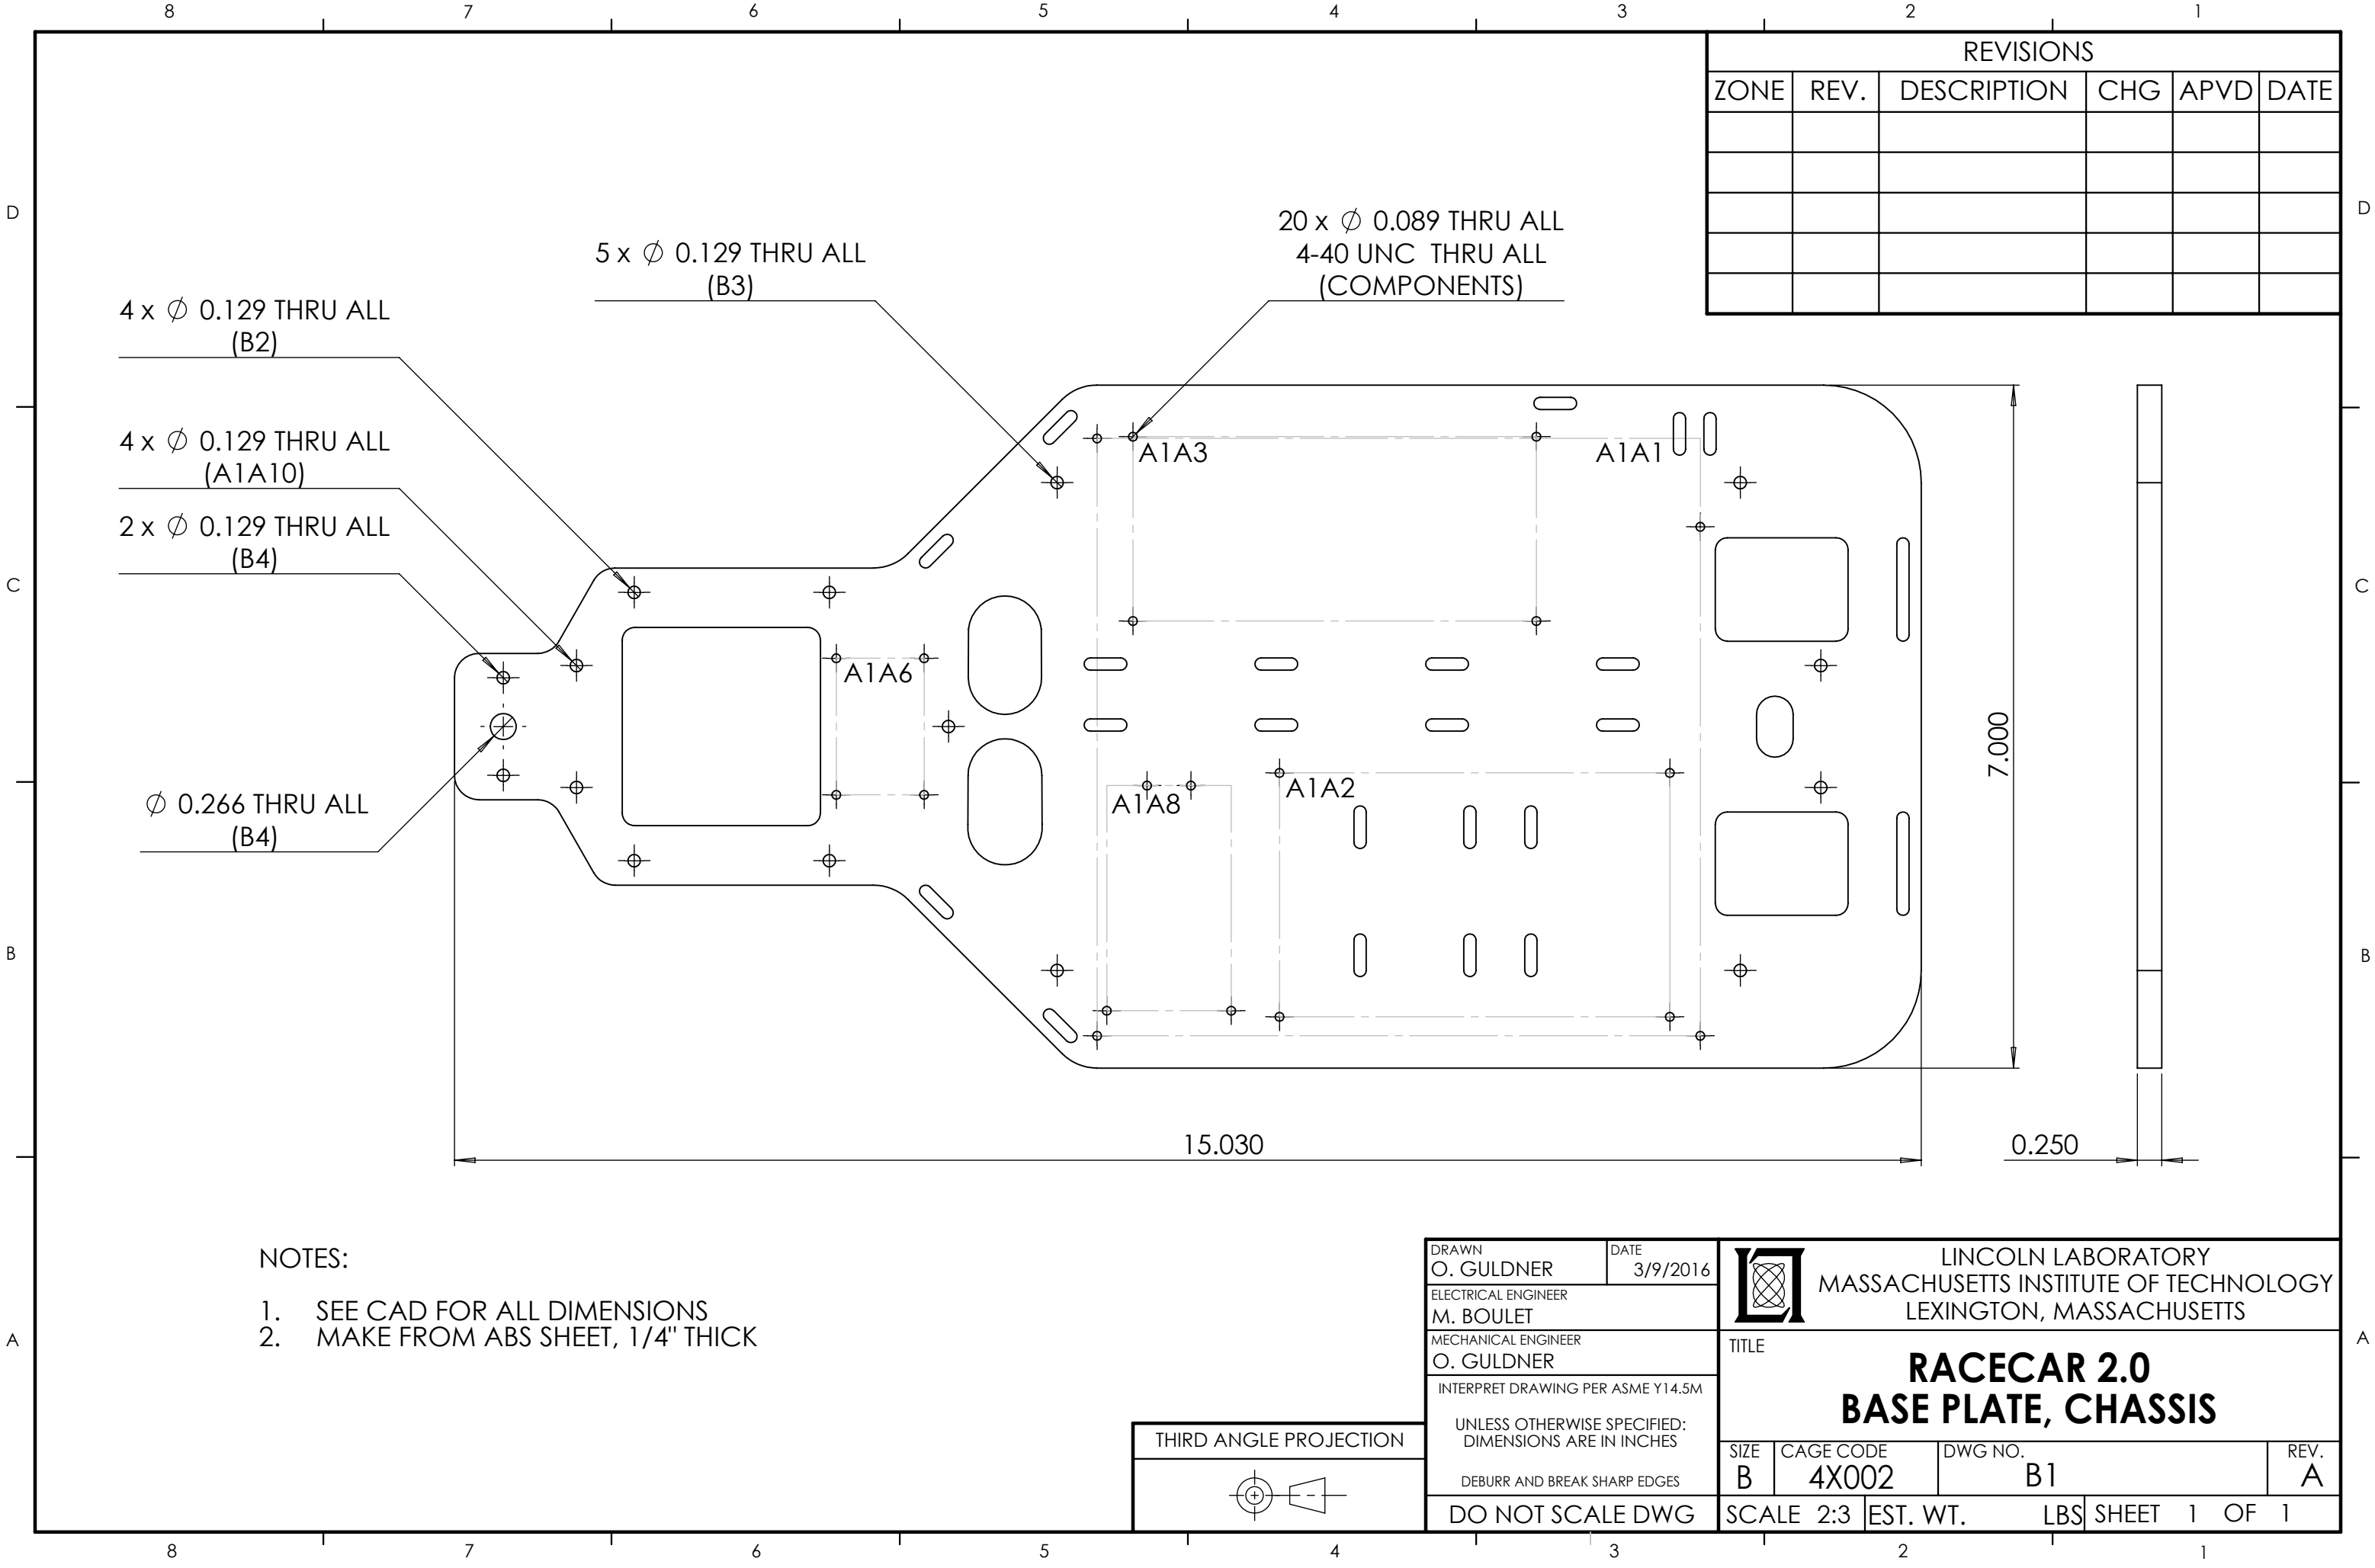 8 7 6 5 4 3 2 1
REVISIONS
ZONE REV. DESCRIPTION CHG APVD DATE
D D
20 x ∅ 0.089 THRU ALL
4-40 UNC THRU ALL
(COMPONENTS)
5 x ∅ 0.129 THRU ALL
(B3)
4 x ∅ 0.129 THRU ALL
(B2)
4 x ∅ 0.129 THRU ALL
(A1A10)
2 x ∅ 0.129 THRU ALL
(B4)
A1A3 A1A1
C C
A1A6
7.000
A1A8 A1A2
∅ 0.266 THRU ALL
(B4)
B B
15.030 0.250
NOTES:
1. SEE CAD FOR ALL DIMENSIONS
2. MAKE FROM ABS SHEET, 1/4" THICK
A A
DRAWN DATE
O. GULDNER 3/9/2016
ELECTRICAL ENGINEER
M. BOULET
MECHANICAL ENGINEER
O. GULDNER
INTERPRET DRAWING PER ASME Y14.5M
UNLESS OTHERWISE SPECIFIED:
DIMENSIONS ARE IN INCHES
DEBURR AND BREAK SHARP EDGES
DO NOT SCALE DWG
THIRD ANGLE PROJECTION
LINCOLN LABORATORY
MASSACHUSETTS INSTITUTE OF TECHNOLOGY
LEXINGTON, MASSACHUSETTS
TITLE
RACECAR 2.0
BASE PLATE, CHASSIS
SIZE CAGE CODE DWG NO. REV.
B 4X002 B1 A
SCALE 2:3 EST. WT. LBS SHEET 1 OF 1
8 7 6 5 4 3 2 1